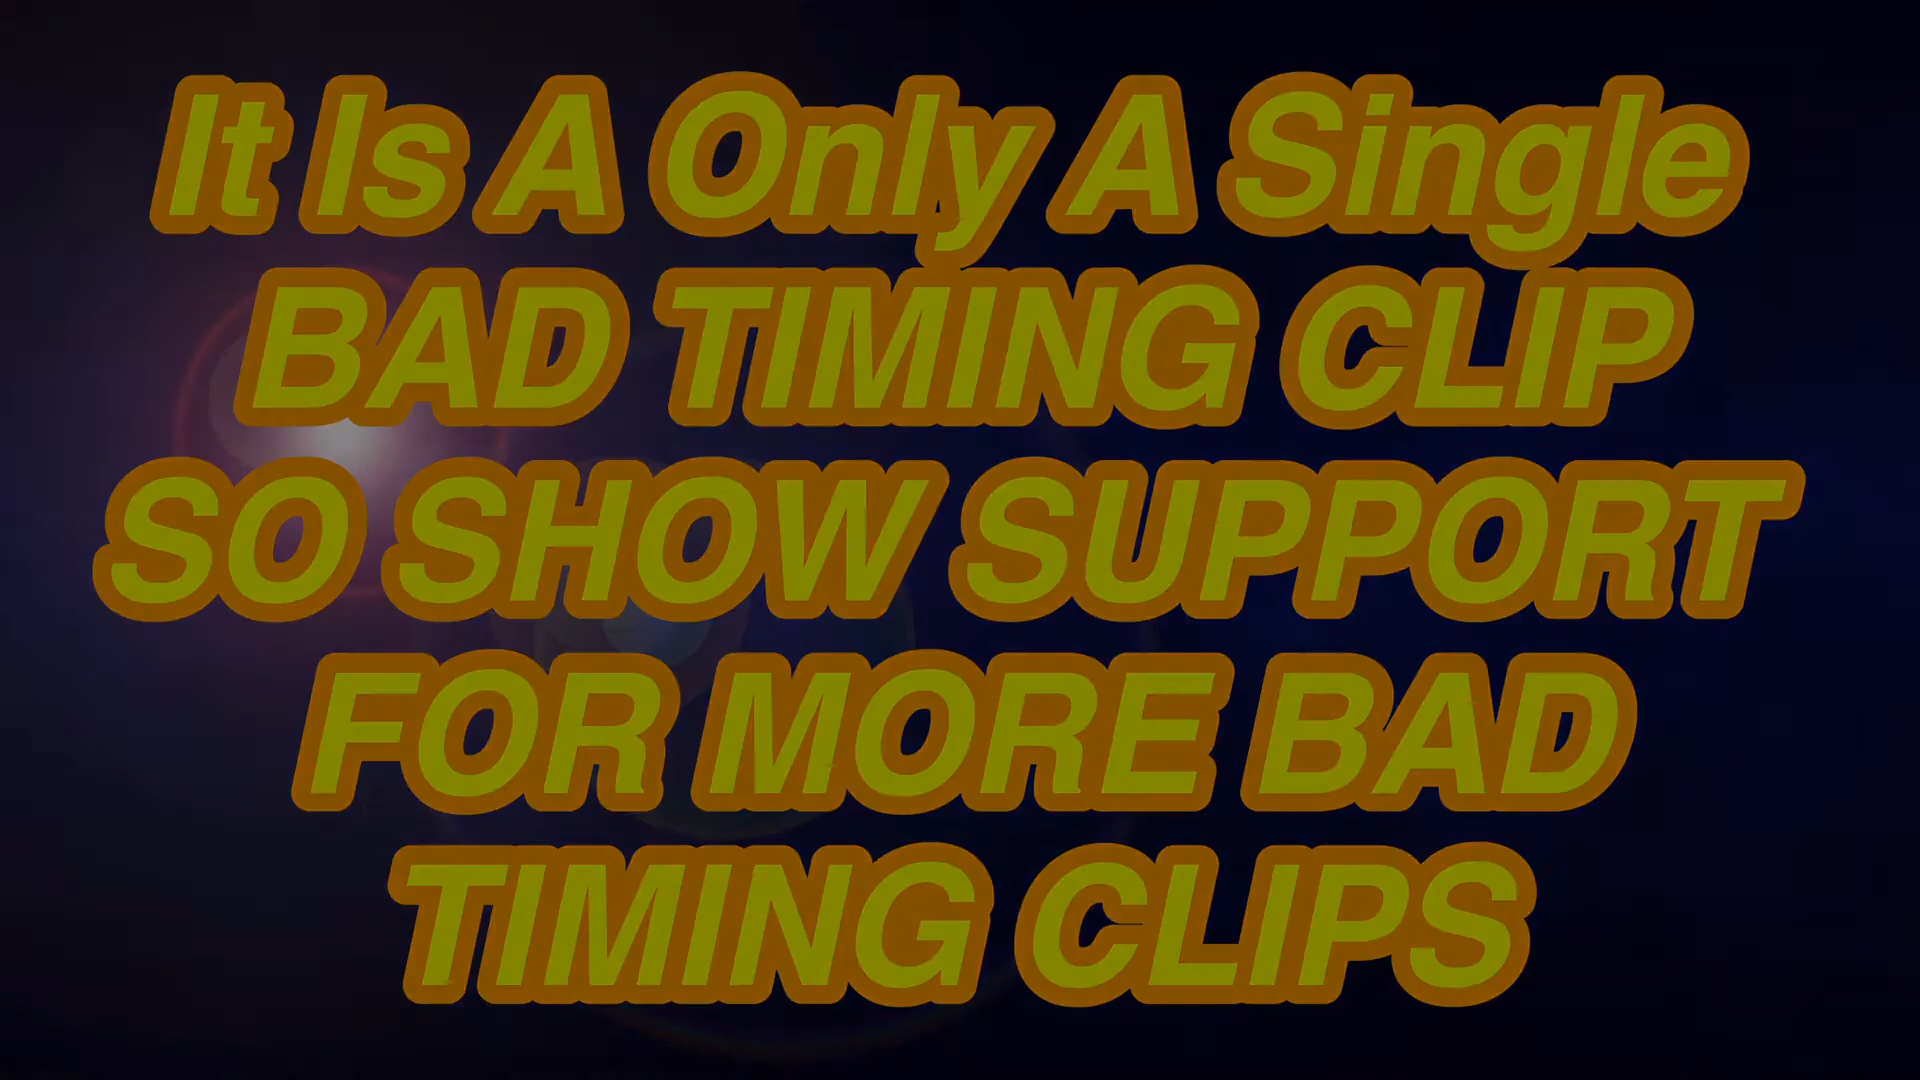 It Is A Only A Single
BAD TIMING CLIP
SO SHOW SUPPORT
FOR MORE BAD
TIMING CLIPS